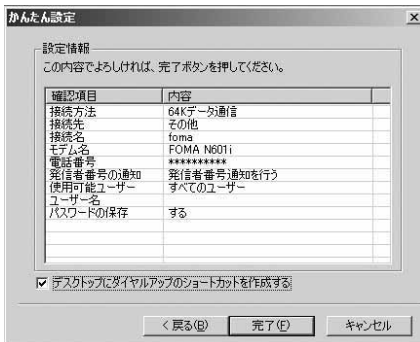 かんたん設定
設定情報
この内容でよろしければ、完了ボタンを押してください。
確認項目 内容
接続方法 64Kデータ通信
接続先 その他
接続名 foma
モデム名 FOMA N601i
電話番号 **********
発信者番号の通知 発信者番号通知を行う
使用可能ユーザー すべてのユーザー
ユーザー名
パスワードの保存 する
デスクトップにダイヤルアップのショートカットを作成する
< 戻る(B) 完了(F) キャンセル